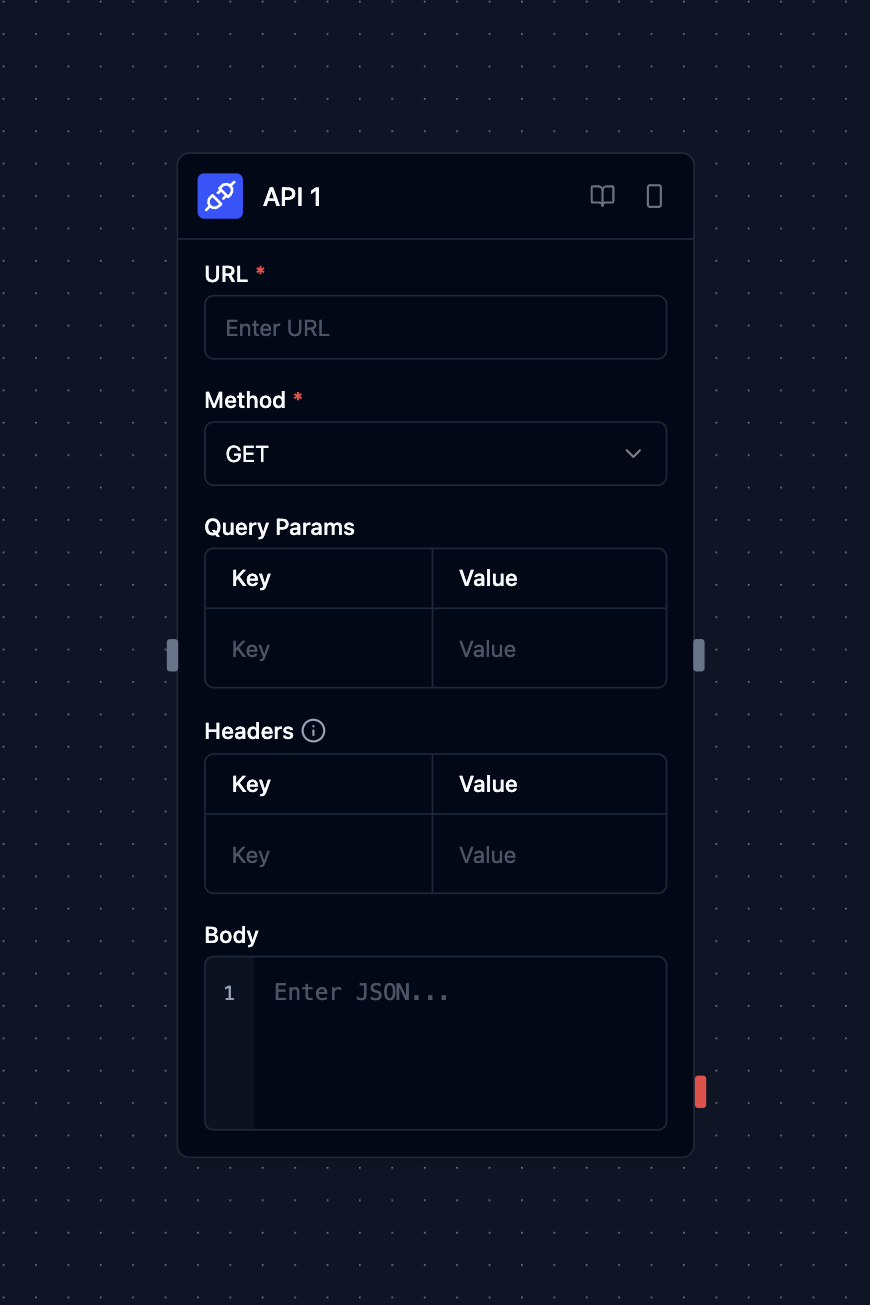 API 1
URL *
Enter URL
Method *
GET
Query Params
Key Value
Key Value
Headers
Key Value
Key Value
Body
1 Enter JSON...